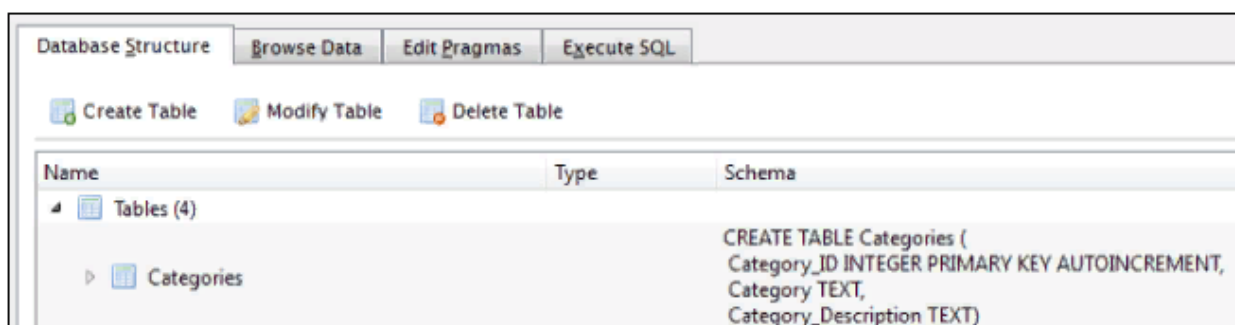 Database Structure Browse Data Edit Pragmas Execute SQL
Create Table Modify Table Delete Table
Name Type Schema
Tables (4)
Categories
CREATE TABLE Categories (
Category_ID INTEGER PRIMARY KEY AUTOINCREMENT,
Category TEXT,
Category_Description TEXT)